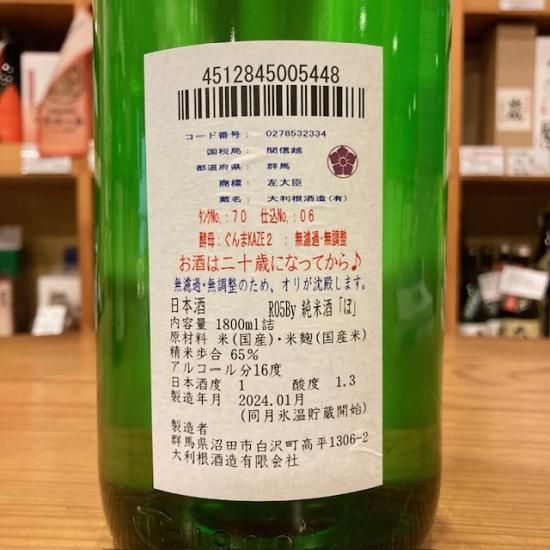 4512845005448
コード番号： 0278532334
国税局： 関信越
都道府県： 群馬
商標： 左大臣
蔵名： 大利根酒造(有)
ﾀﾝｸNo.：70 仕込No.：06
酵母：ぐんまKAZE2 ： 無濾過・無調整
お酒は二十歳になってから♪
無濾過・無調整のため、オリが沈殿します。
日本酒 R05By 純米酒「ぽ」
内容量 1800ml詰
原材料 米(国産)・米麹(国産米)
精米歩合 65%
アルコール分16度
日本酒度 1 酸度 1.3
製造年月 2024.01月
(同月氷温貯蔵開始)
製造者
群馬県沼田市白沢町高平1306-2
大利根酒造有限会社